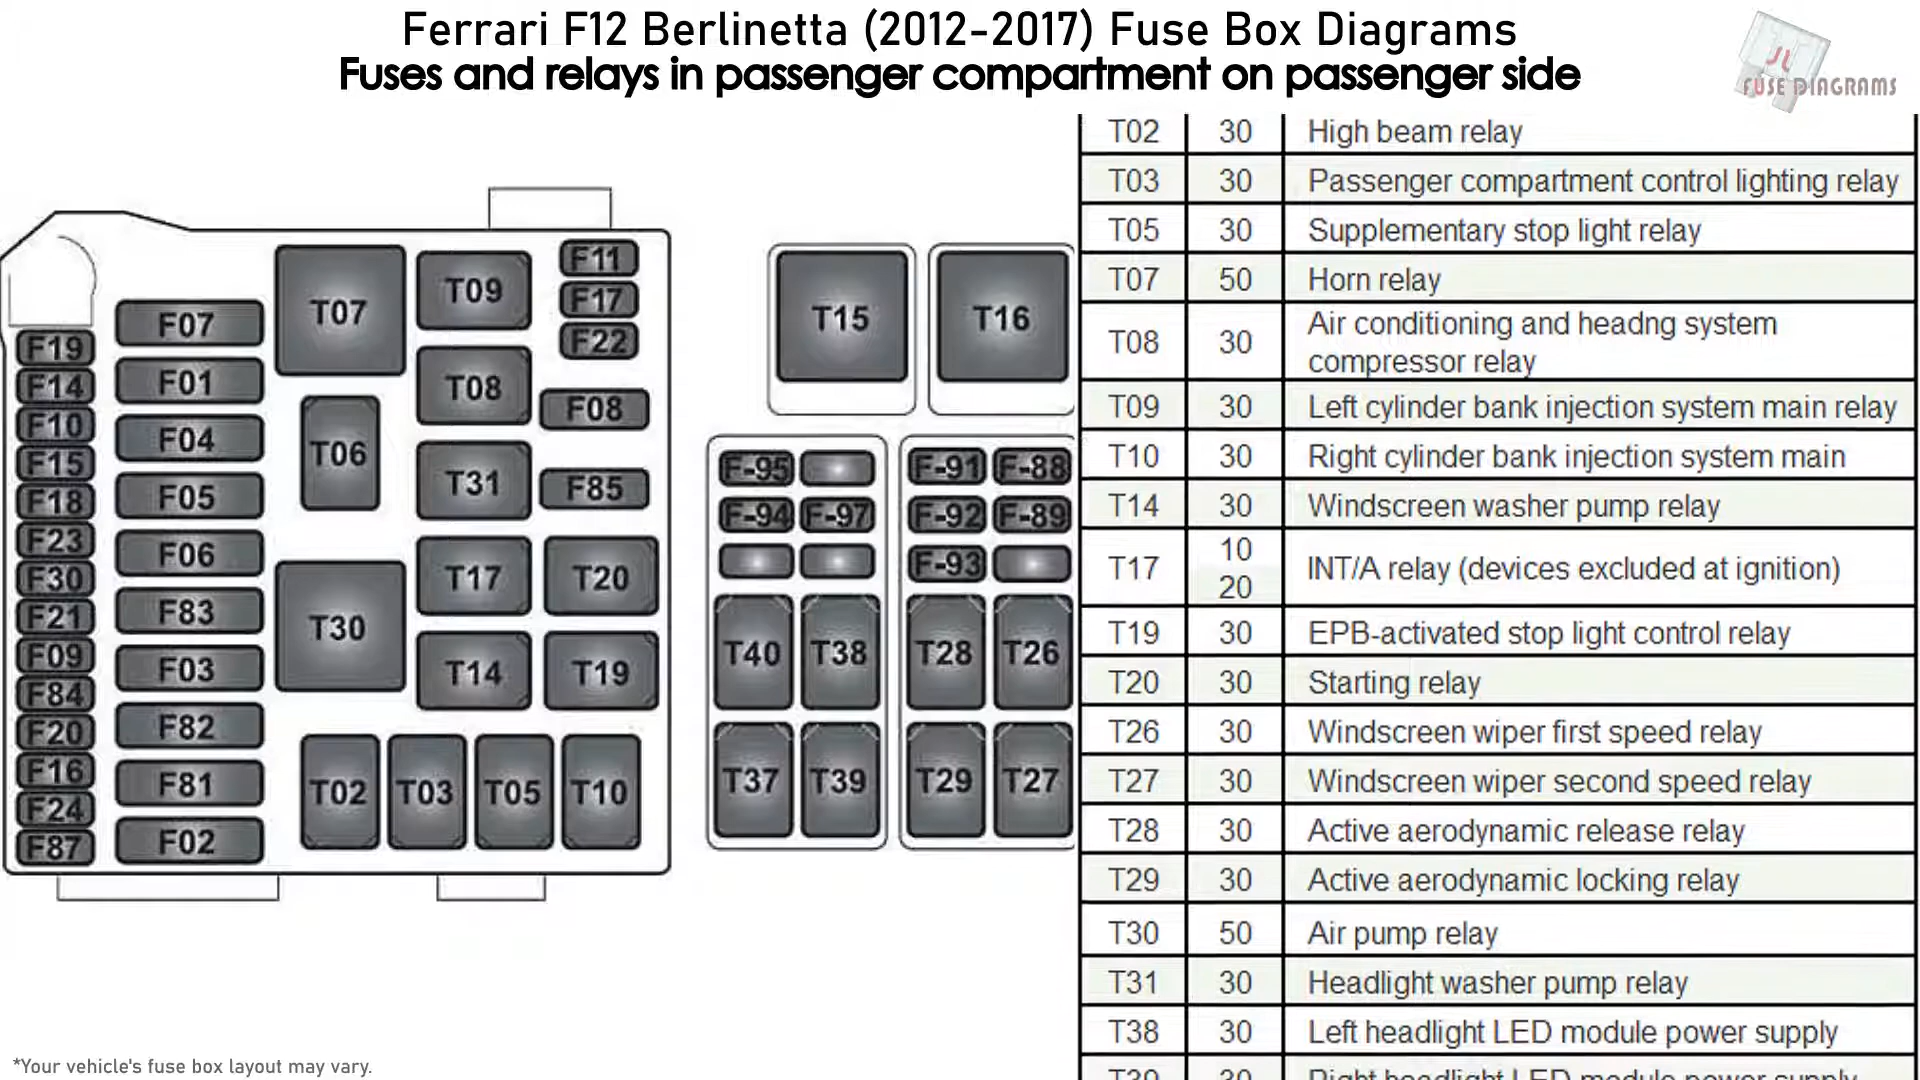 Ferrari F12 Berlinetta (2012-2017) Fuse Box Diagrams
Fuses and relays in passenger compartment on passenger side
JL
FUSE DIAGRAMS
F19
F14
F10
F15
F18
F23
F30
F21
F09
F84
F20
F16
F24
F87
F07
F01
F04
F05
F06
F83
F03
F82
F81
F02
T07
T06
T30
T09
T08
T31
T17
T20
T14
T19
T02 T03 T05 T10
F11
F17
F22
F08
F85
T15 T16
F-95
F-94 F-97
T40 T38
T37 T39
F-91 F-88
F-92 F-89
F-93
T28 T26
T29 T27
T02 30 High beam relay
T03 30 Passenger compartment control lighting relay
T05 30 Supplementary stop light relay
T07 50 Horn relay
T08 30 Air conditioning and headng system
compressor relay
T09 30 Left cylinder bank injection system main relay
T10 30 Right cylinder bank injection system main
T14 30 Windscreen washer pump relay
T17 10
20 INT/A relay (devices excluded at ignition)
T19 30 EPB-activated stop light control relay
T20 30 Starting relay
T26 30 Windscreen wiper first speed relay
T27 30 Windscreen wiper second speed relay
T28 30 Active aerodynamic release relay
T29 30 Active aerodynamic locking relay
T30 50 Air pump relay
T31 30 Headlight washer pump relay
T38 30 Left headlight LED module power supply
T39 30 Right headlight LED module power supply
*Your vehicle's fuse box layout may vary.